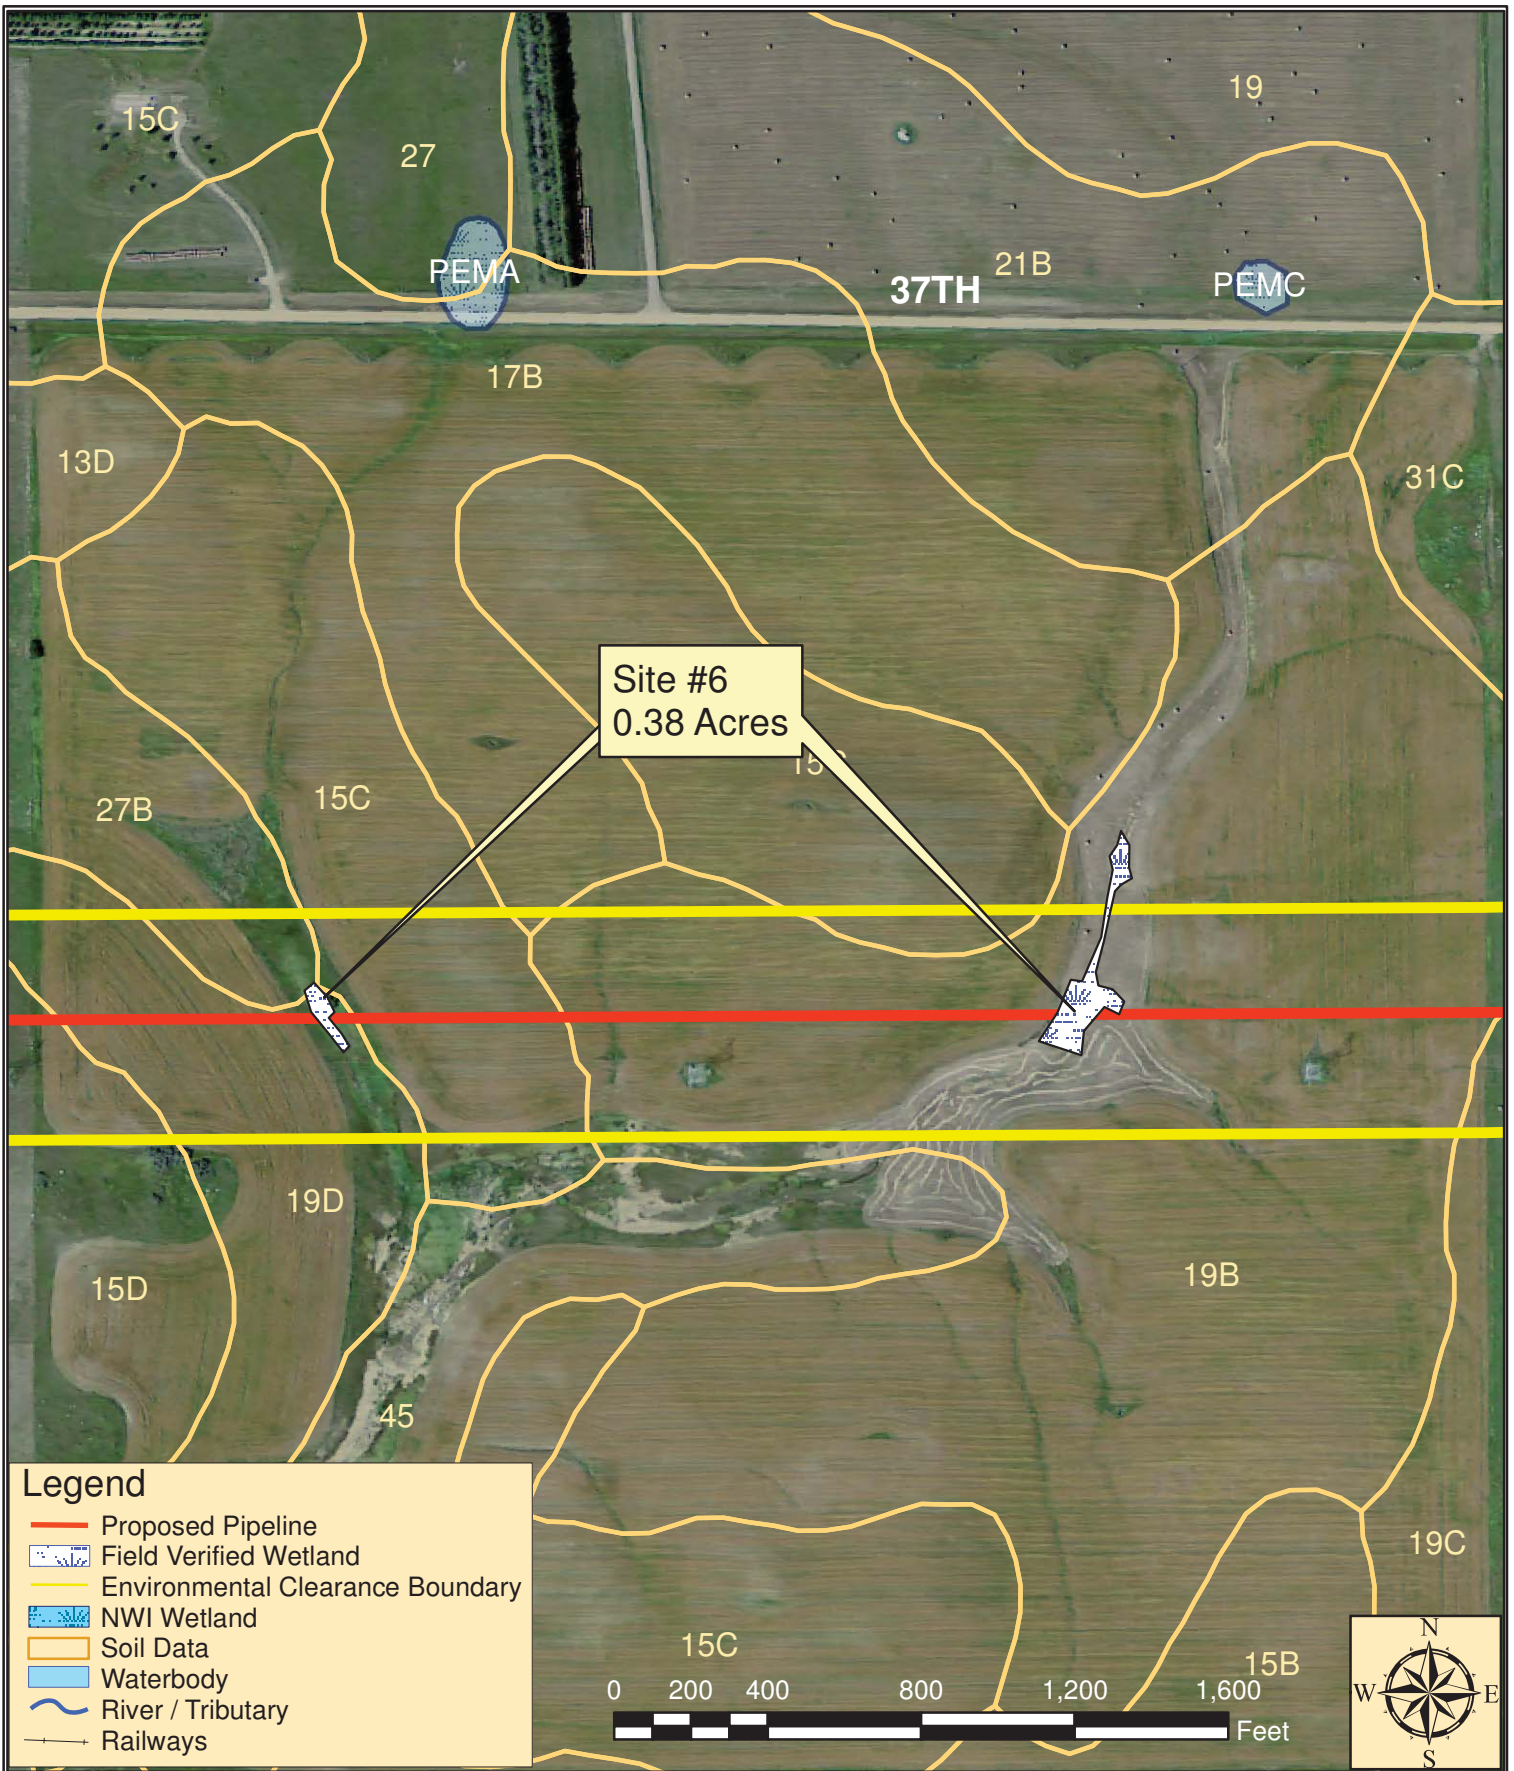 15C
27
19
PEMA
21B
37TH
PEMC
17B
13D
31C
Site #6
0.38 Acres
15C
27B
15C
19D
15D
19B
45
19C
15C
15B
Legend
Proposed Pipeline
Field Verified Wetland
Environmental Clearance Boundary
NWI Wetland
Soil Data
Waterbody
River / Tributary
Railways
0 200 400 800 1,200 1,600
Feet
N
W E
S